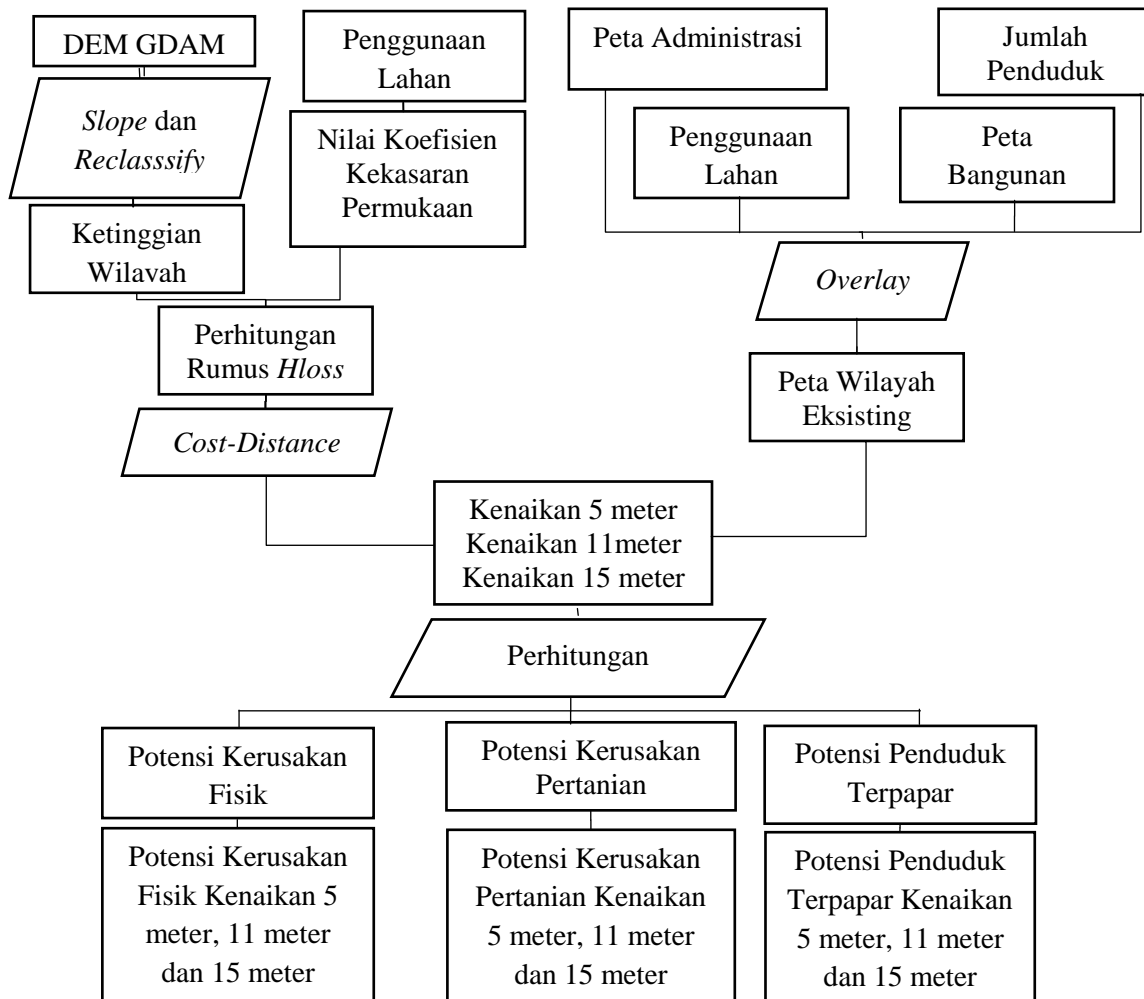 DEM GDAM
Penggunaan
Lahan
Peta Administrasi
Jumlah
Penduduk
Slope dan
Reclasssify
Nilai Koefisien
Kekasaran
Permukaan
Penggunaan
Lahan
Peta
Bangunan
Ketinggian
Wilayah
Overlay
Perhitungan
Rumus Hloss
Peta Wilayah
Eksisting
Cost-Distance
Kenaikan 5 meter
Kenaikan 11meter
Kenaikan 15 meter
Perhitungan
Potensi Kerusakan
Fisik
Potensi Kerusakan
Pertanian
Potensi Penduduk
Terpapar
Potensi Kerusakan
Fisik Kenaikan 5
meter, 11 meter
dan 15 meter
Potensi Kerusakan
Pertanian Kenaikan
5 meter, 11 meter
dan 15 meter
Potensi Penduduk
Terpapar Kenaikan
5 meter, 11 meter
dan 15 meter